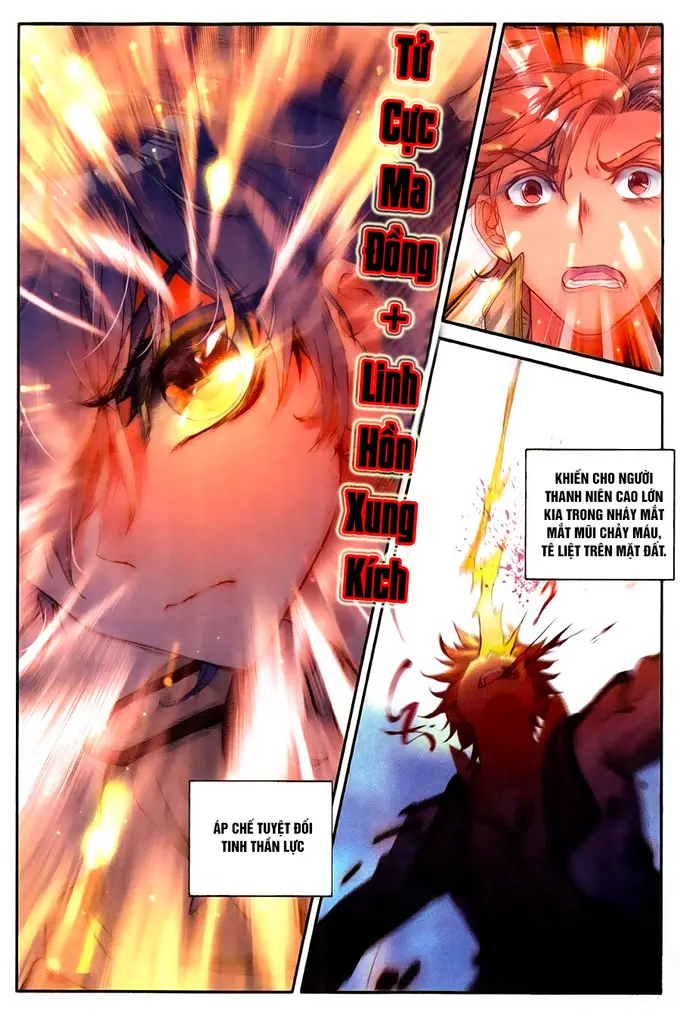 Tử
Cực
Ma
Đồng
+
Linh
Hồn
Xung
Kích
KHIẾN CHO NGƯỜI
THANH NIÊN CAO LỚN
KIA TRONG NHÁY MẮT
MẮT MŨI CHẢY MÁU,
TÊ LIỆT TRÊN MẶT ĐẤT.
ÁP CHẾ TUYỆT ĐỐI
TINH THẦN LỰC